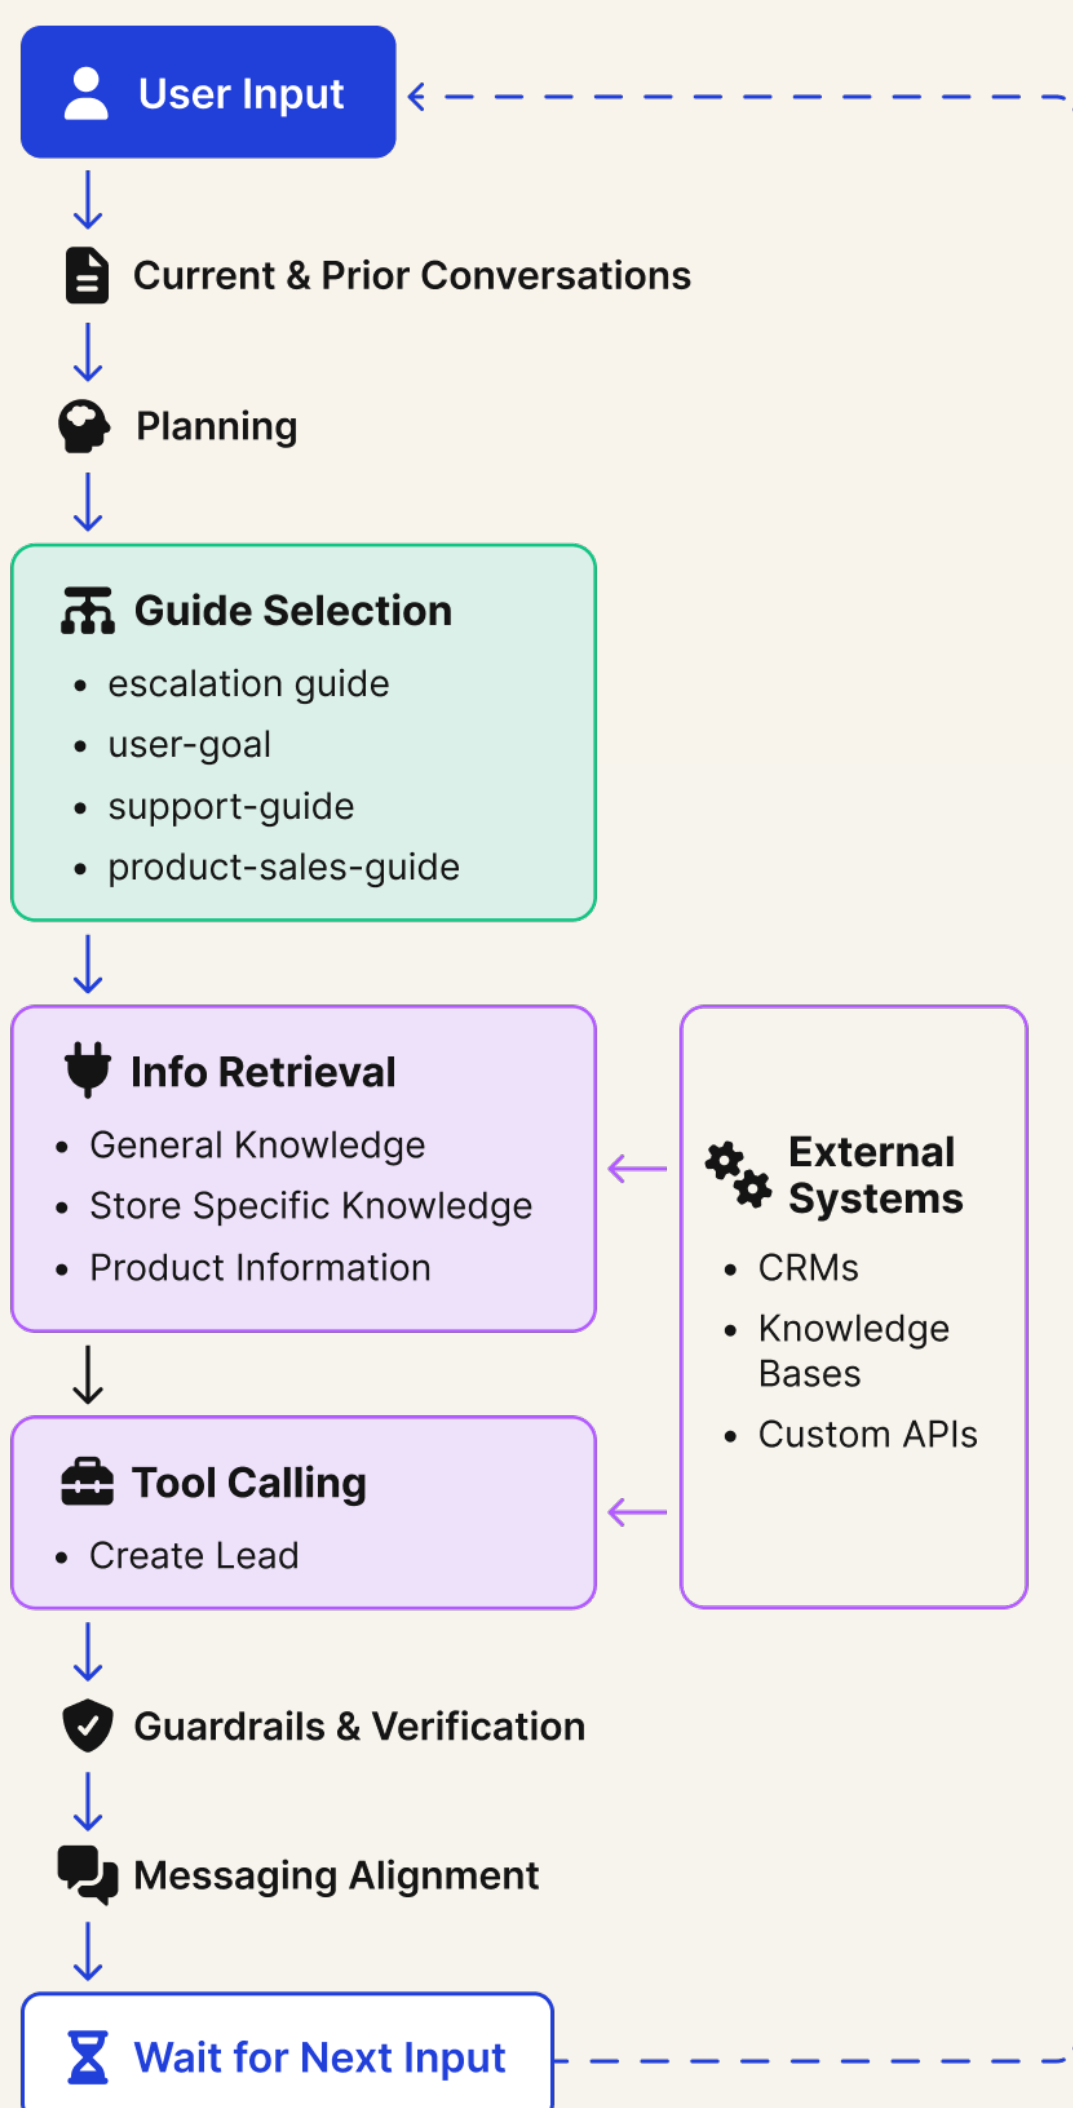 User Input
Current & Prior Conversations
Planning
Guide Selection
• escalation guide
• user-goal
• support-guide
• product-sales-guide
Info Retrieval
• General Knowledge
• Store Specific Knowledge
• Product Information
External
Systems
• CRMs
• Knowledge
Bases
• Custom APIs
Tool Calling
• Create Lead
Guardrails & Verification
Messaging Alignment
Wait for Next Input